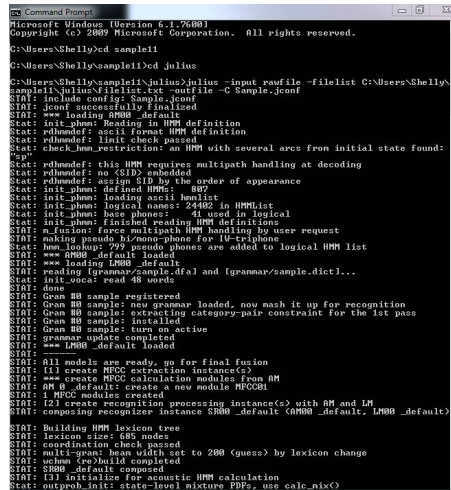 Command Prompt
Microsoft Windows [Version 6.1.7600]
Copyright (c) 2009 Microsoft Corporation.  All rights reserved.
C:\Users\Shelly>cd sample11
C:\Users\Shelly\sample11>cd julius
C:\Users\Shelly\sample11\julius>julius -input rawfile -filelist C:\Users\Shelly\
sample11\julius\filelist.txt -outfile -C Sample.jconf
STAT: include config: Sample.jconf
STAT: jconf successfully finalized
STAT: *** loading AM00 _default
Stat: init_phmm: Reading in HMM definition
Stat: rdhmmdef: ascii format HMM definition
Stat: rdhmmdef: limit check passed
Stat: check_hmm_restriction: an HMM with several arcs from initial state found:
"sp"
Stat: rdhmmdef: this HMM requires multipath handling at decoding
Stat: rdhmmdef: no <SID> embedded
Stat: rdhmmdef: assign SID by the order of appearance
Stat: init_phmm: defined HMMs:   807
Stat: init_phmm: loading ascii hmmlist
Stat: init_phmm: logical names: 24402 in HMMList
Stat: init_phmm: base phones:    41 used in logical
Stat: init_phmm: finished reading HMM definitions
STAT: m_fusion: force multipath HMM handling by user request
STAT: making pseudo bi/mono-phone for IW-triphone
Stat: hmm_lookup: 799 pseudo phones are added to logical HMM list
STAT: *** AM00 _default loaded
STAT: *** loading LM00 _default
STAT: reading [grammar/sample.dfa] and [grammar/sample.dict]...
Stat: init_voca: read 48 words
STAT: done
STAT: Gram #0 sample registered
STAT: Gram #0 sample: new grammar loaded, now mash it up for recognition
STAT: Gram #0 sample: extracting category-pair constraint for the 1st pass
STAT: Gram #0 sample: installed
STAT: Gram #0 sample: turn on active
STAT: grammar update completed
STAT: *** LM00 _default loaded
STAT: ------
STAT: All models are ready, go for final fusion
STAT: [1] create MFCC extraction instance(s)
STAT: *** create MFCC calculation modules from AM
STAT: AM 0 _default: create a new module MFCC01
STAT: 1 MFCC modules created
STAT: [2] create recognition processing instance(s) with AM and LM
STAT: composing recognizer instance SR00 _default (AM00 _default, LM00 _default)
STAT: Building HMM lexicon tree
STAT: lexicon size: 685 nodes
STAT: coordination check passed
STAT: multi-gram: beam width set to 200 (guess) by lexicon change
STAT: wchmm (re)build completed
STAT: SR00 _default composed
STAT: [3] initialize for acoustic HMM calculation
Stat: outprob_init: state-level mixture PDFs, use calc_mix()